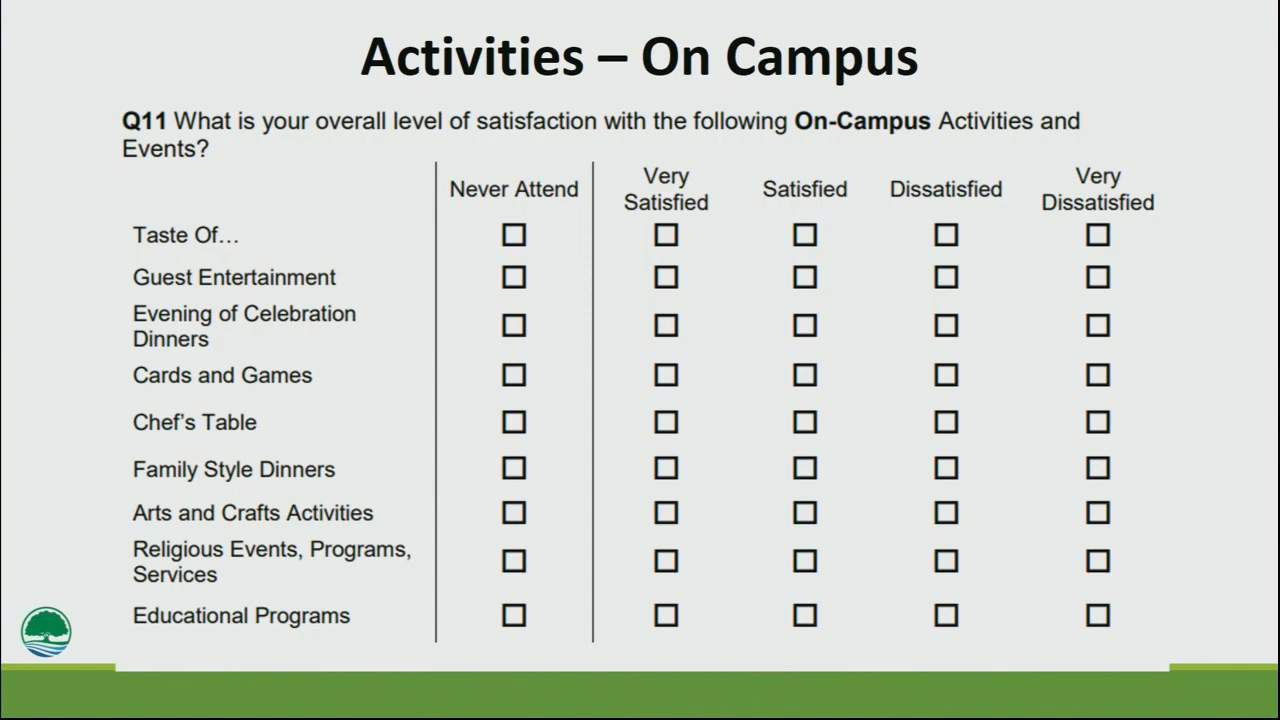 Activities – On Campus
Q11 What is your overall level of satisfaction with the following On-Campus Activities and
Events?
Never Attend
Very
Satisfied
Satisfied
Dissatisfied
Very
Dissatisfied
Taste Of…
Guest Entertainment
Evening of Celebration
Dinners
Cards and Games
Chef’s Table
Family Style Dinners
Arts and Crafts Activities
Religious Events, Programs,
Services
Educational Programs